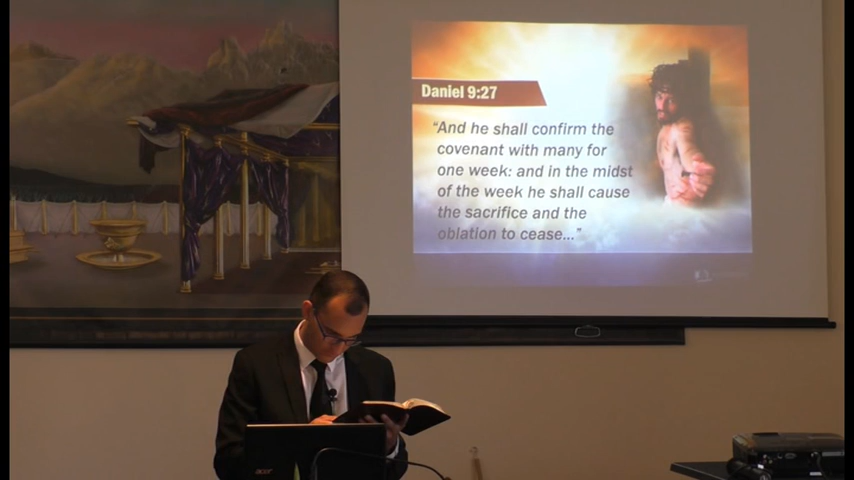 Daniel 9:27
“And he shall confirm the
covenant with many for
one week: and in the midst
of the week he shall cause
the sacrifice and the
oblation to cease...”
acer